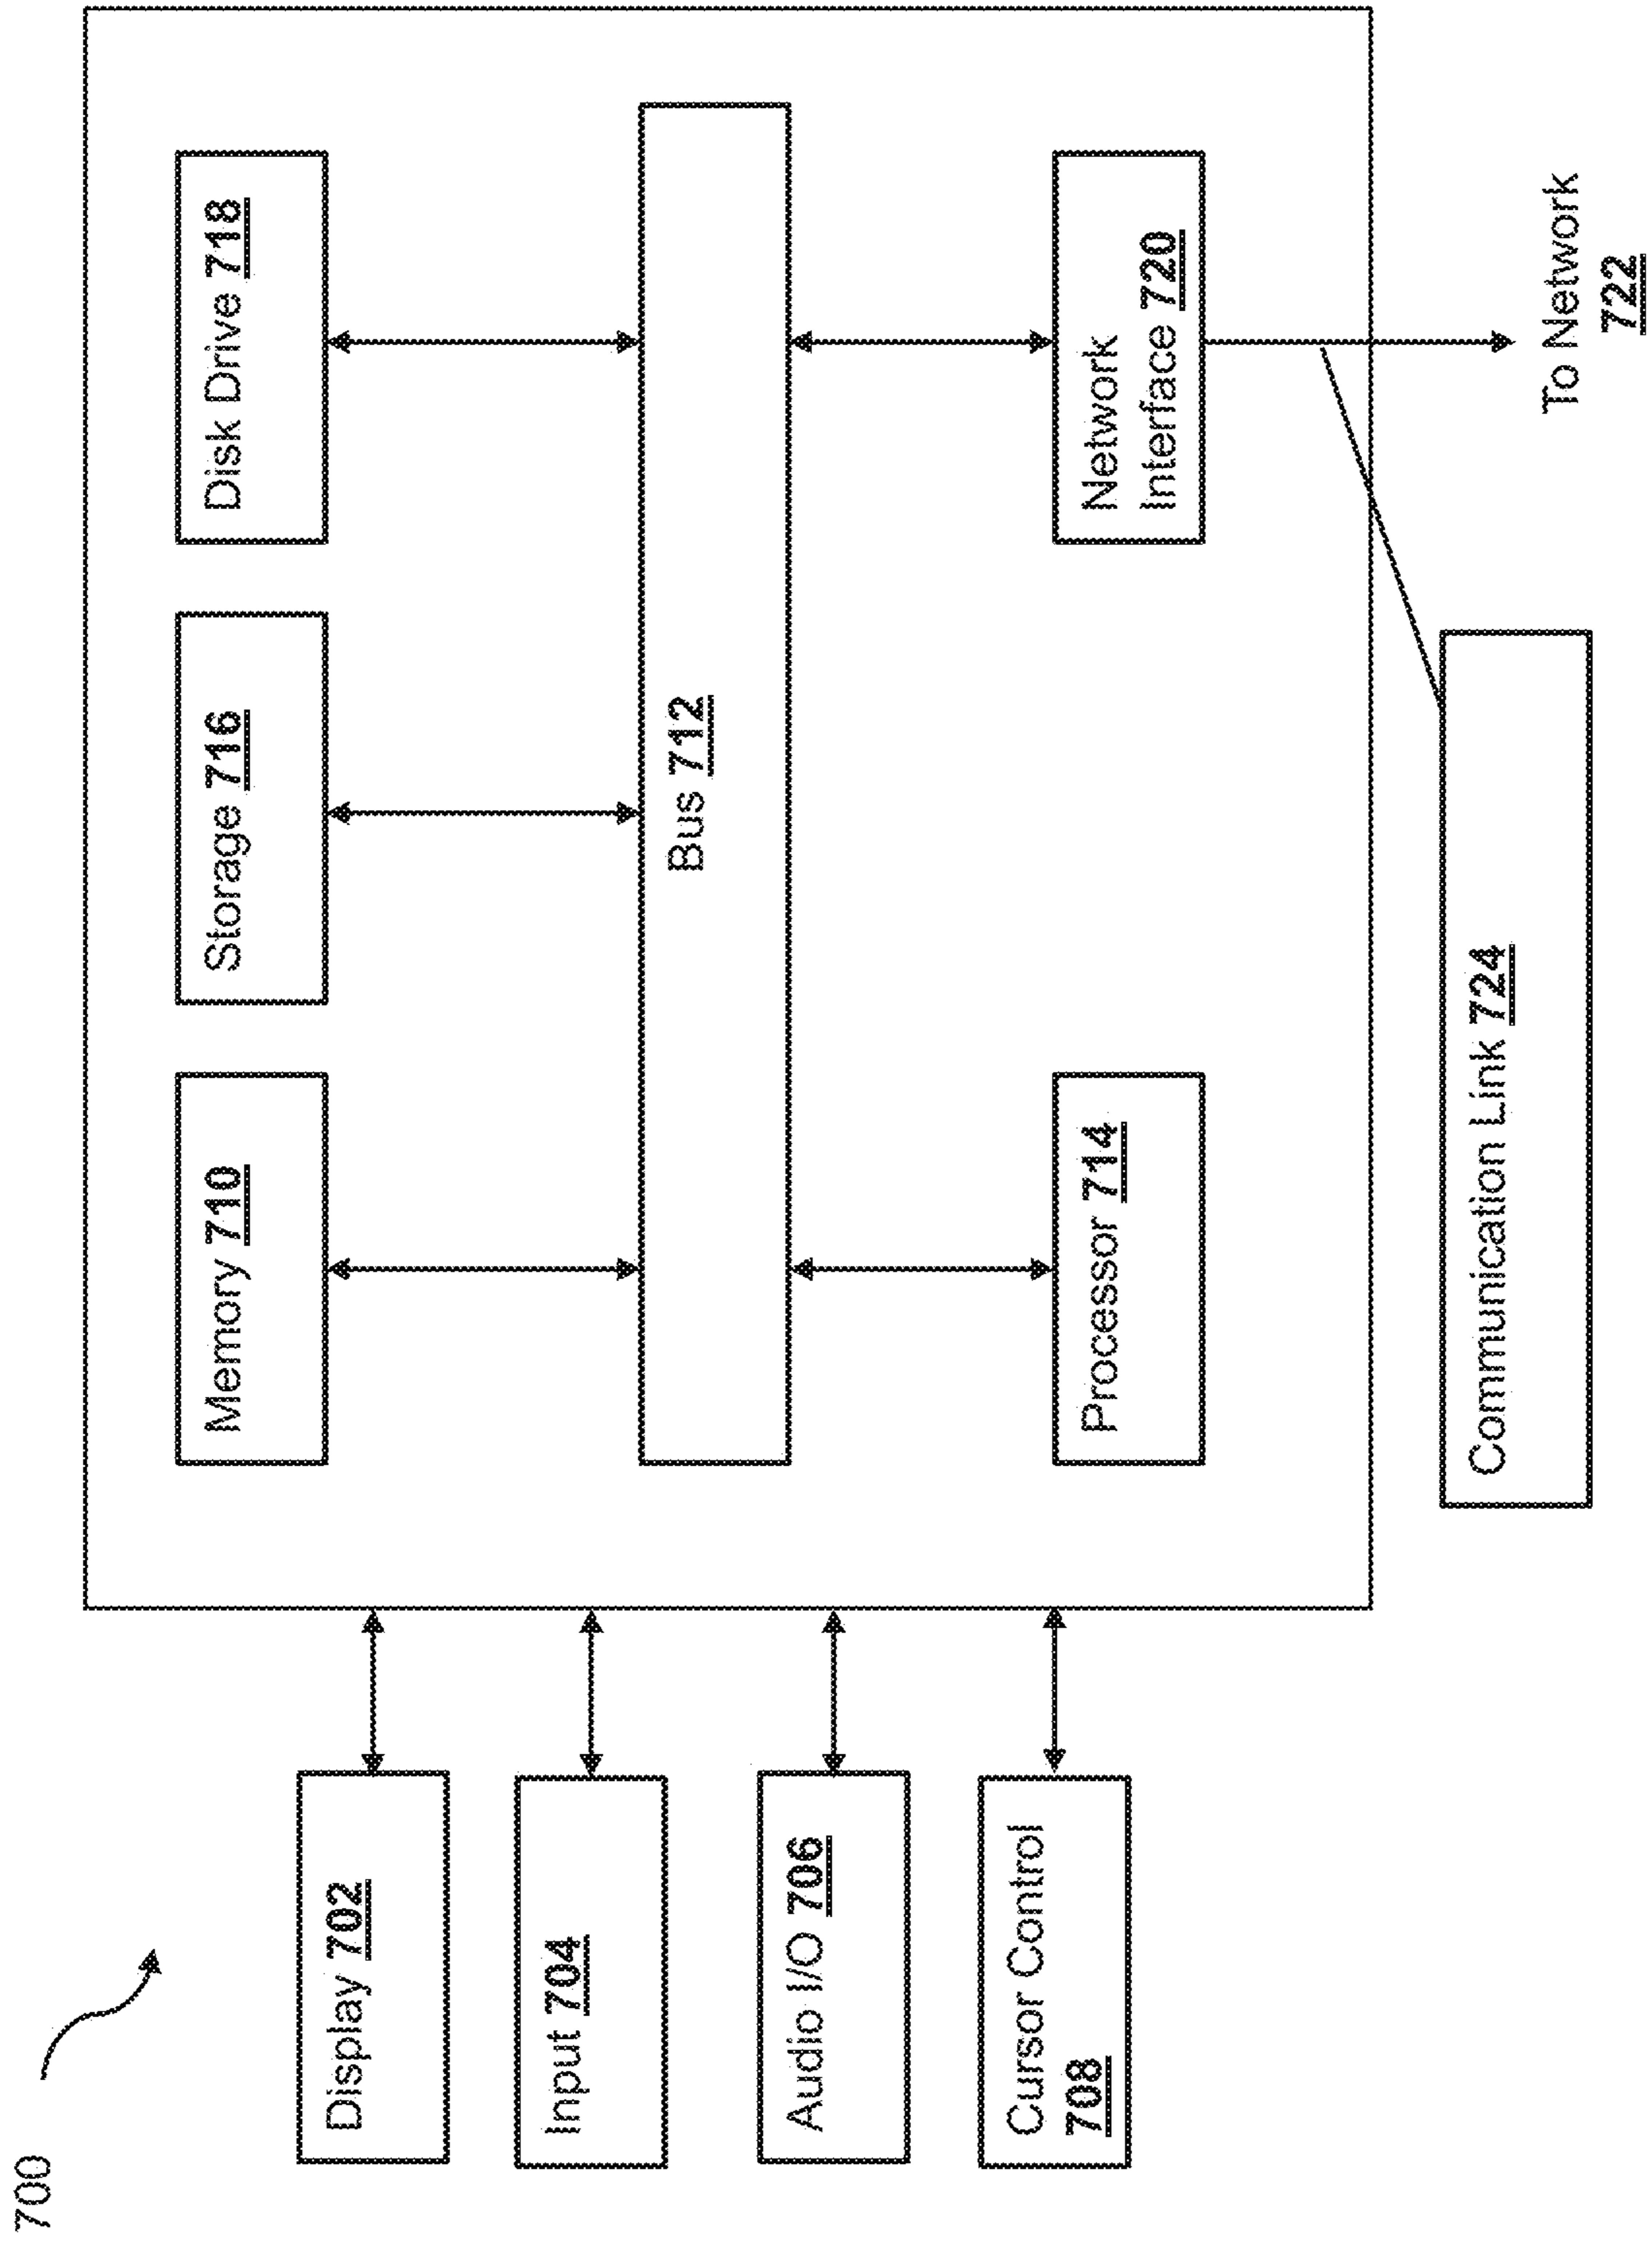 700
Display 702
Input 704
Audio I/O 706
Cursor Control
708
Memory 710
Storage 716
Disk Drive 718
Bus 712
Processor 714
Network
Interface 720
Communication Link 724
To Network
722